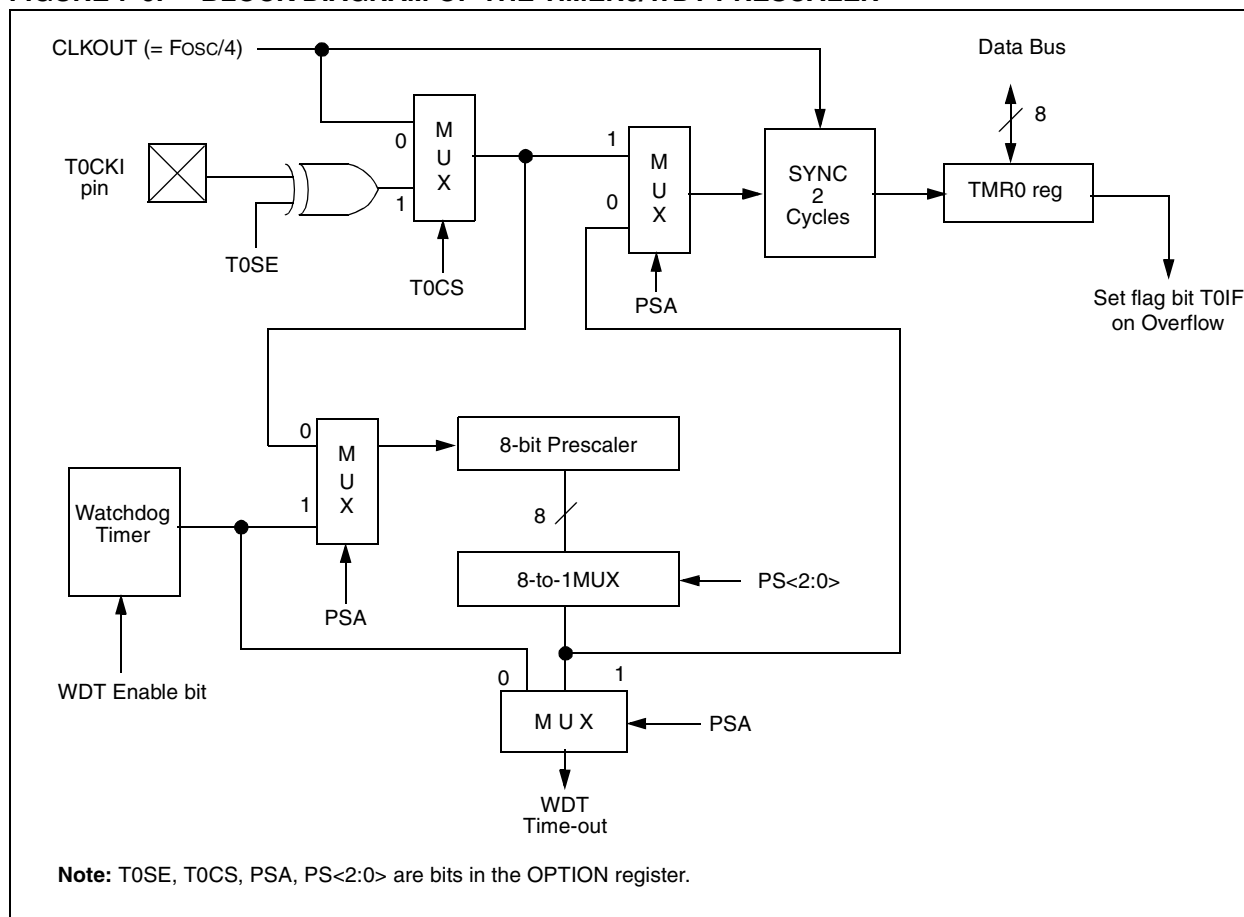 CLKOUT (= FOSC/4)
Data Bus
8
M
U
X
0
1
T0CKI
pin
T0SE
T0CS
1
M
U
X
0
PSA
SYNC
2
Cycles
TMR0 reg
Set flag bit T0IF
on Overflow
0
M
U
X
1
PSA
8-bit Prescaler
8
8-to-1MUX
PS<2:0>
Watchdog
Timer
WDT Enable bit
0
1
M U X
PSA
WDT
Time-out
Note: T0SE, T0CS, PSA, PS<2:0> are bits in the OPTION register.